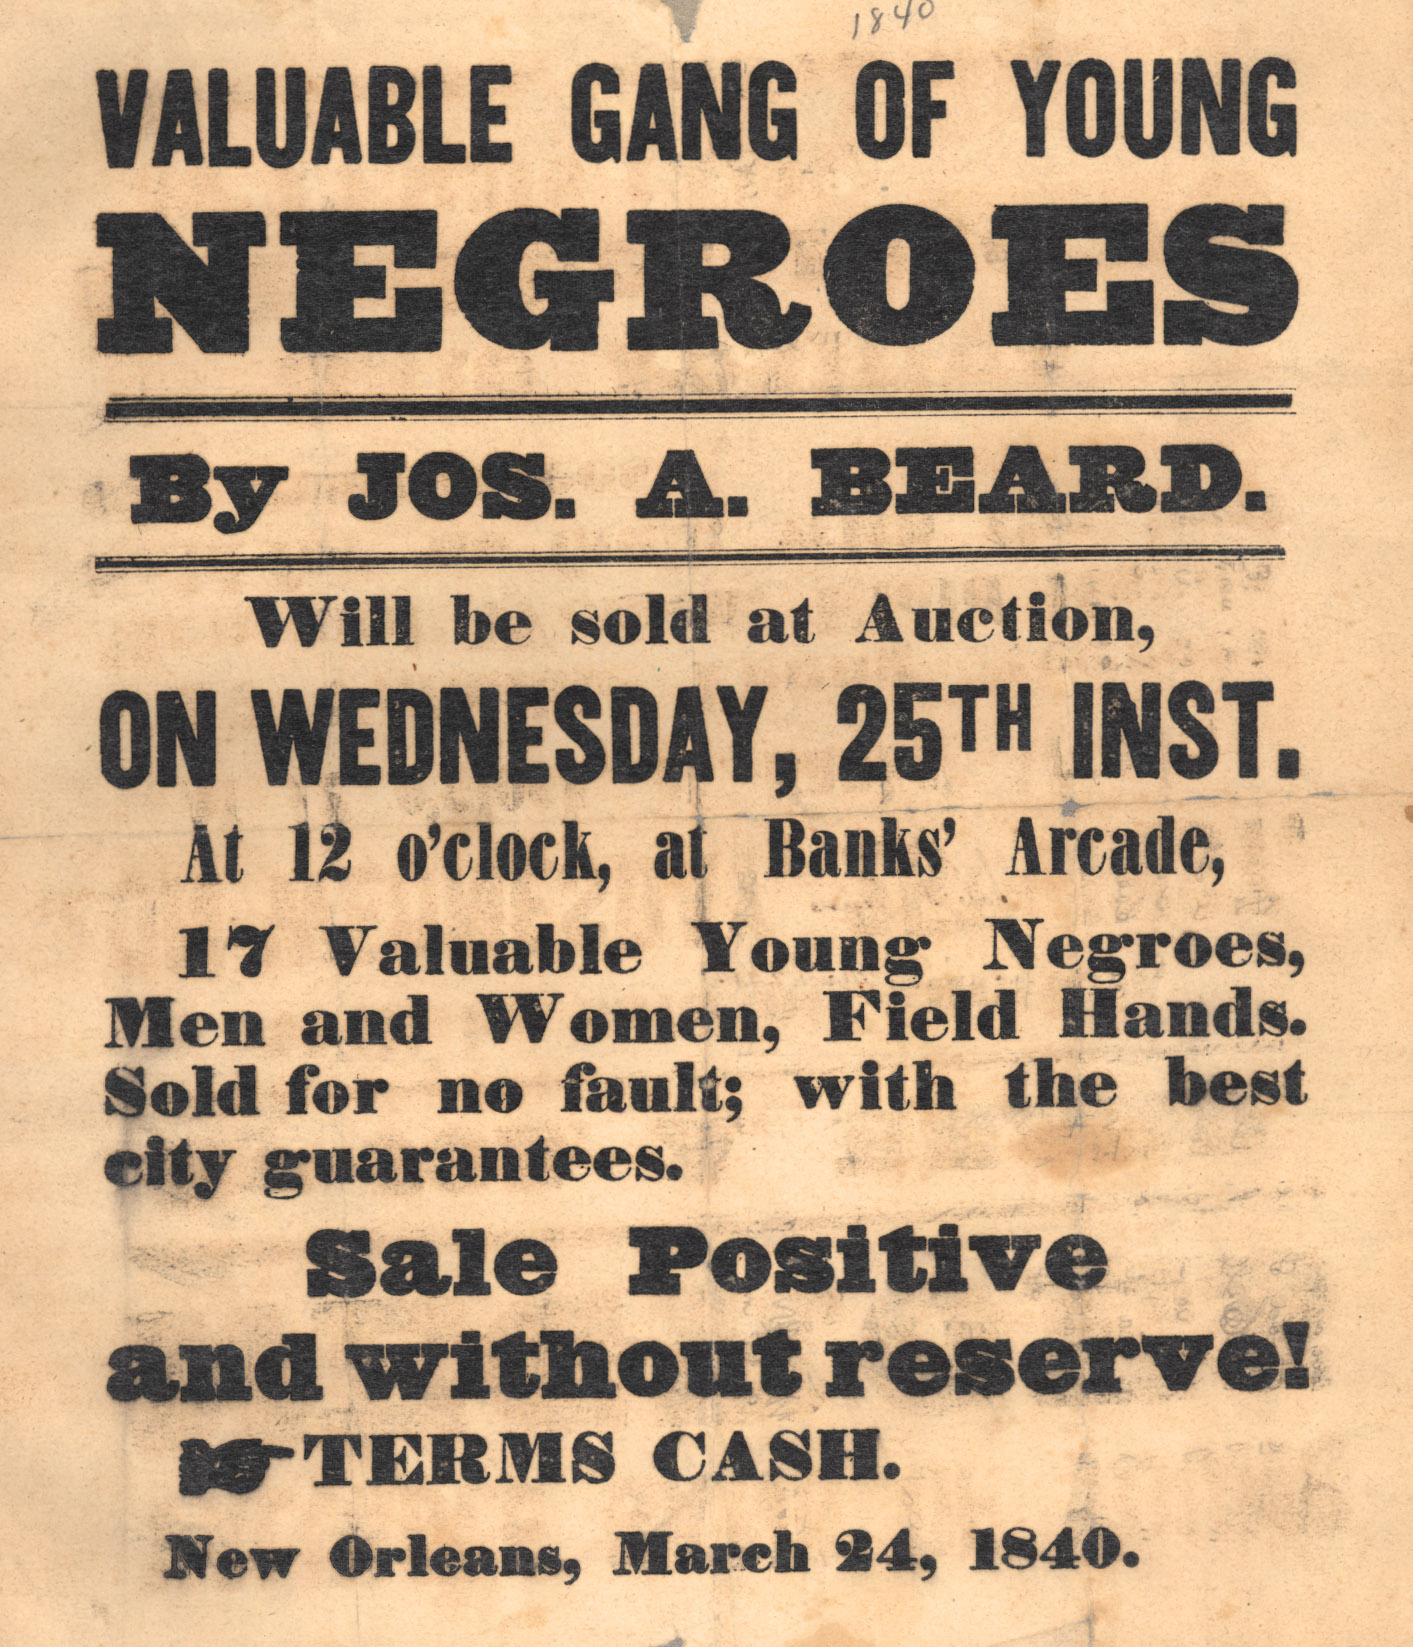 1840
VALUABLE GANG OF YOUNG
NEGROES
By JOS. A. BEARD.
Will be sold at Auction,
ON WEDNESDAY, 25TH INST.
At 12 o'clock, at Banks' Arcade,
17 Valuable Young Negroes,
Men and Women, Field Hands.
Sold for no fault; with the best
city guarantees.
Sale Positive
and without reserve!
TERMS CASH.
New Orleans, March 24, 1840.